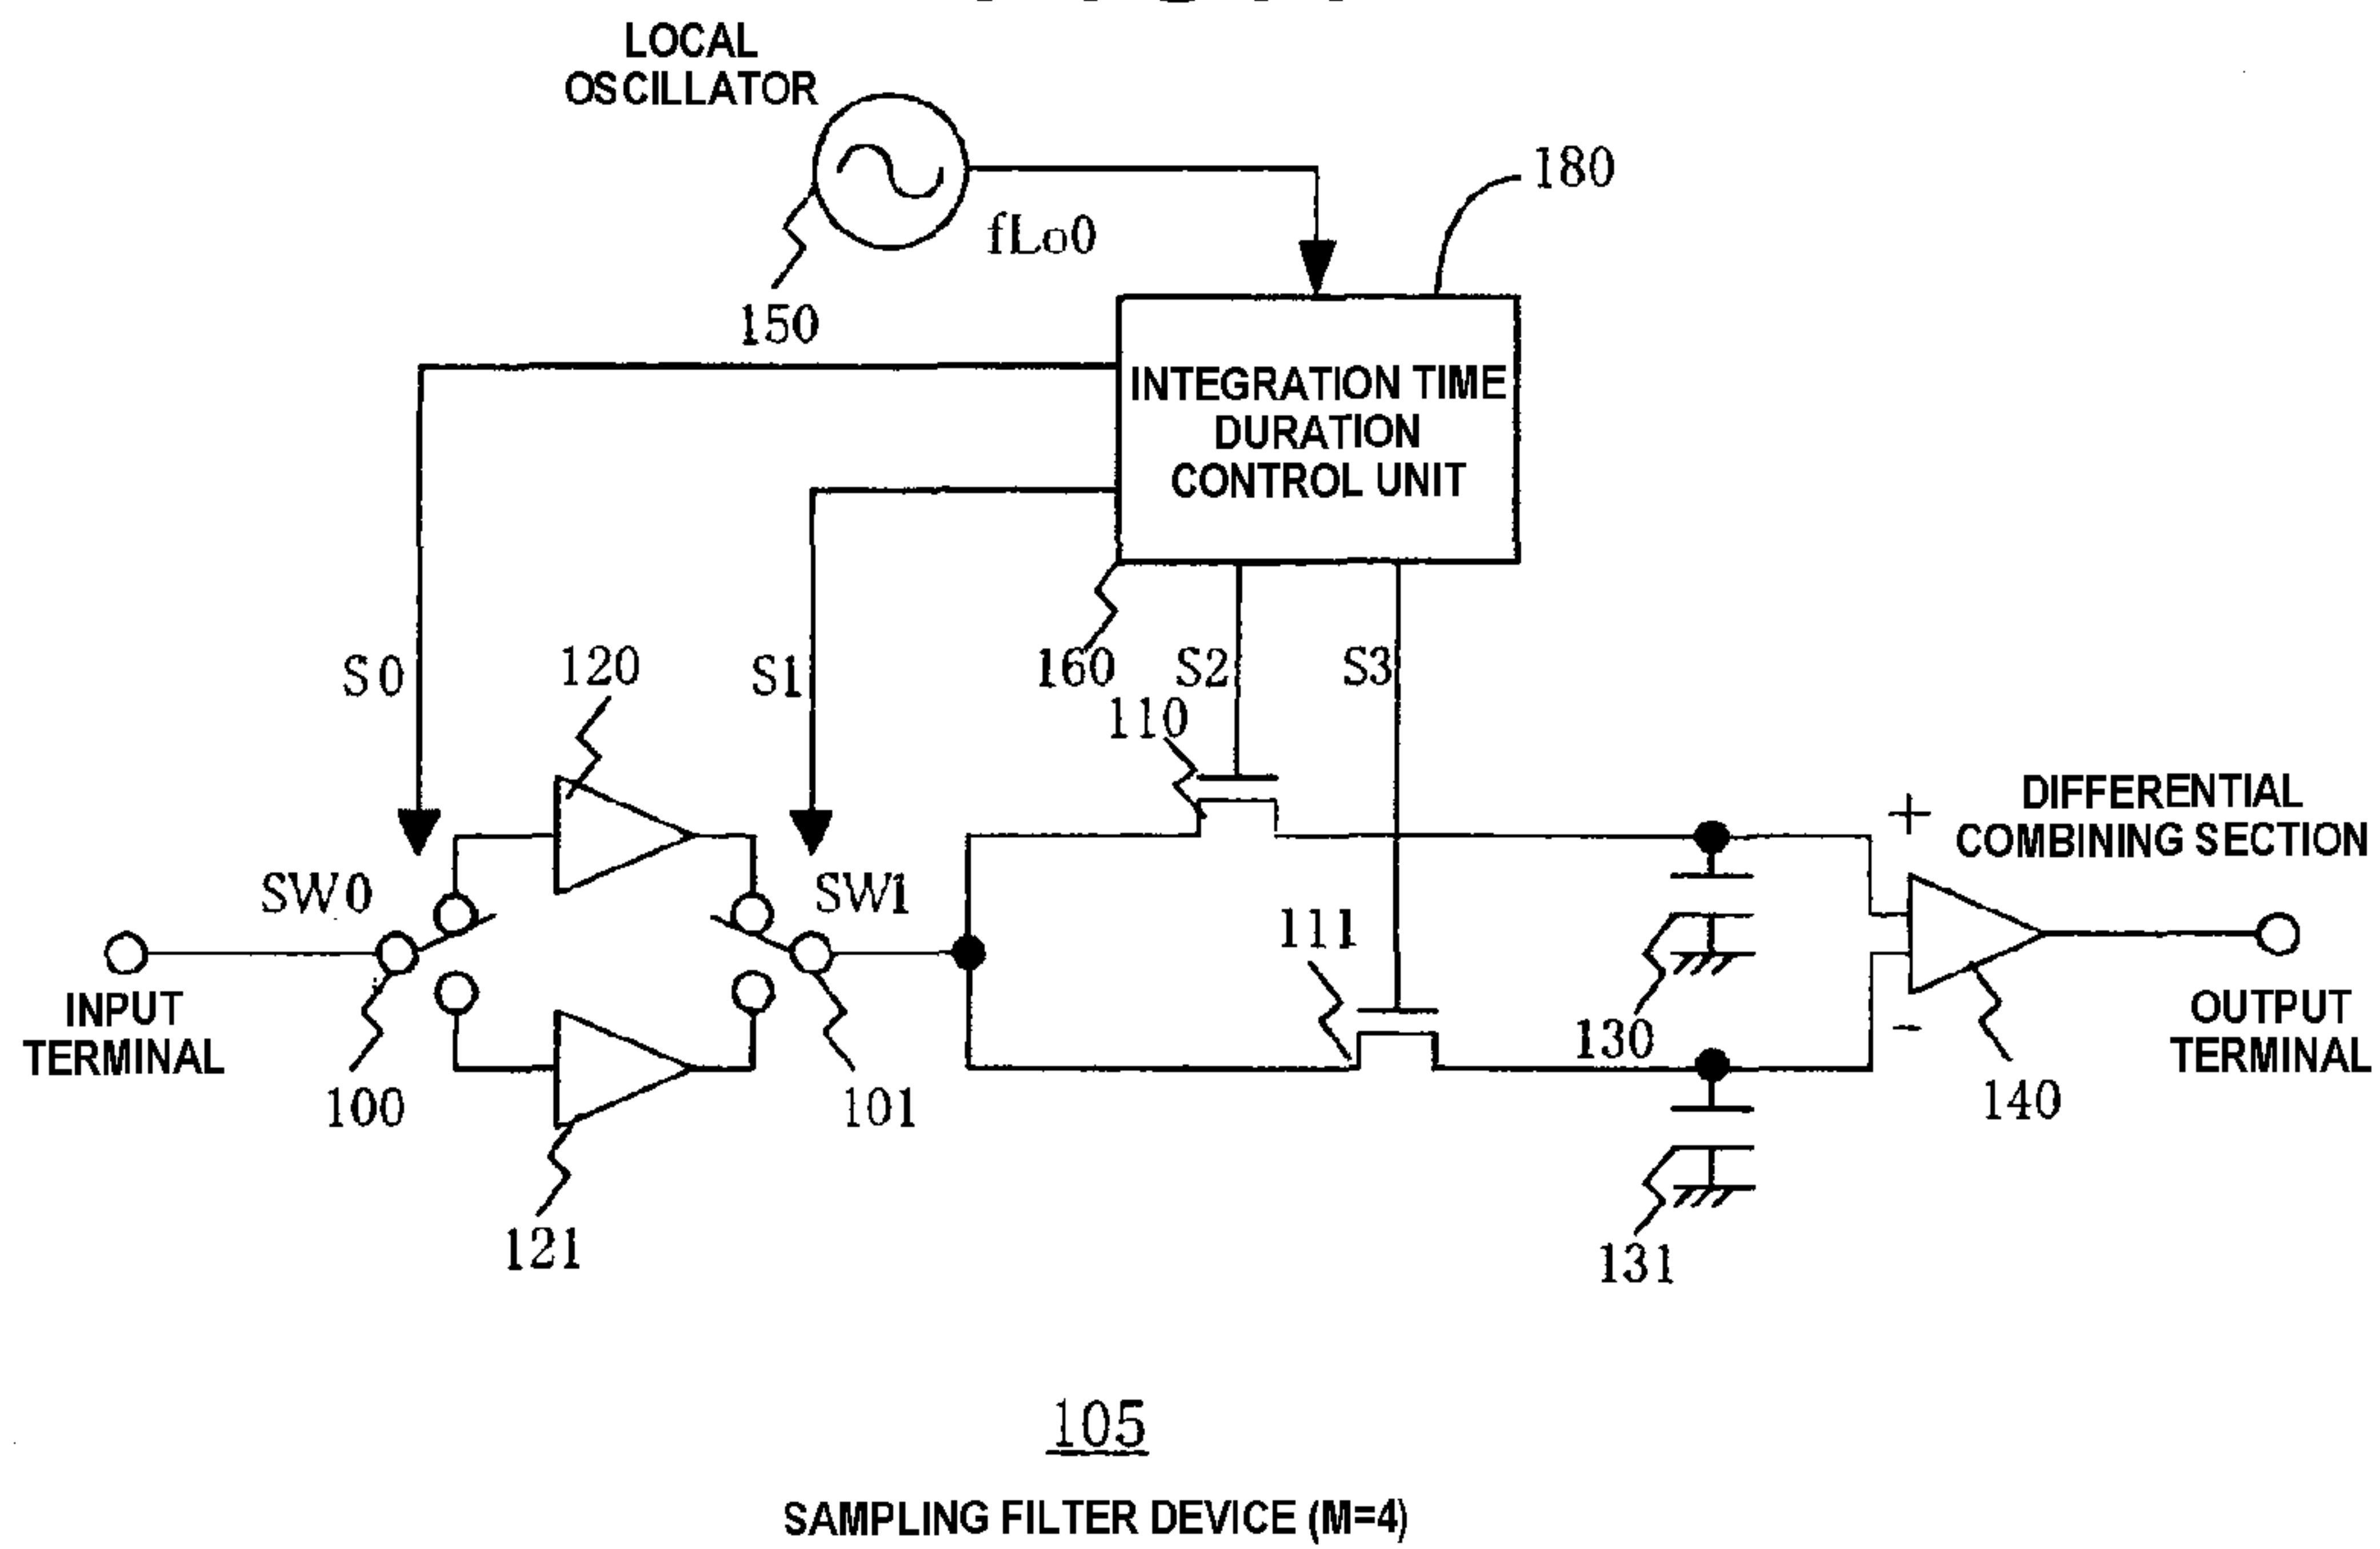 LOCAL
OSCILLATOR
180
fLo0
150
INTEGRATION TIME
DURATION
CONTROL UNIT
S0
120
S1
160
S2
S3
110
DIFFERENTIAL
COMBINING SECTION
+
SW0
SW1
111
INPUT
TERMINAL
130
-
OUTPUT
TERMINAL
100
101
140
121
131
105
SAMPLING FILTER DEVICE (M=4)